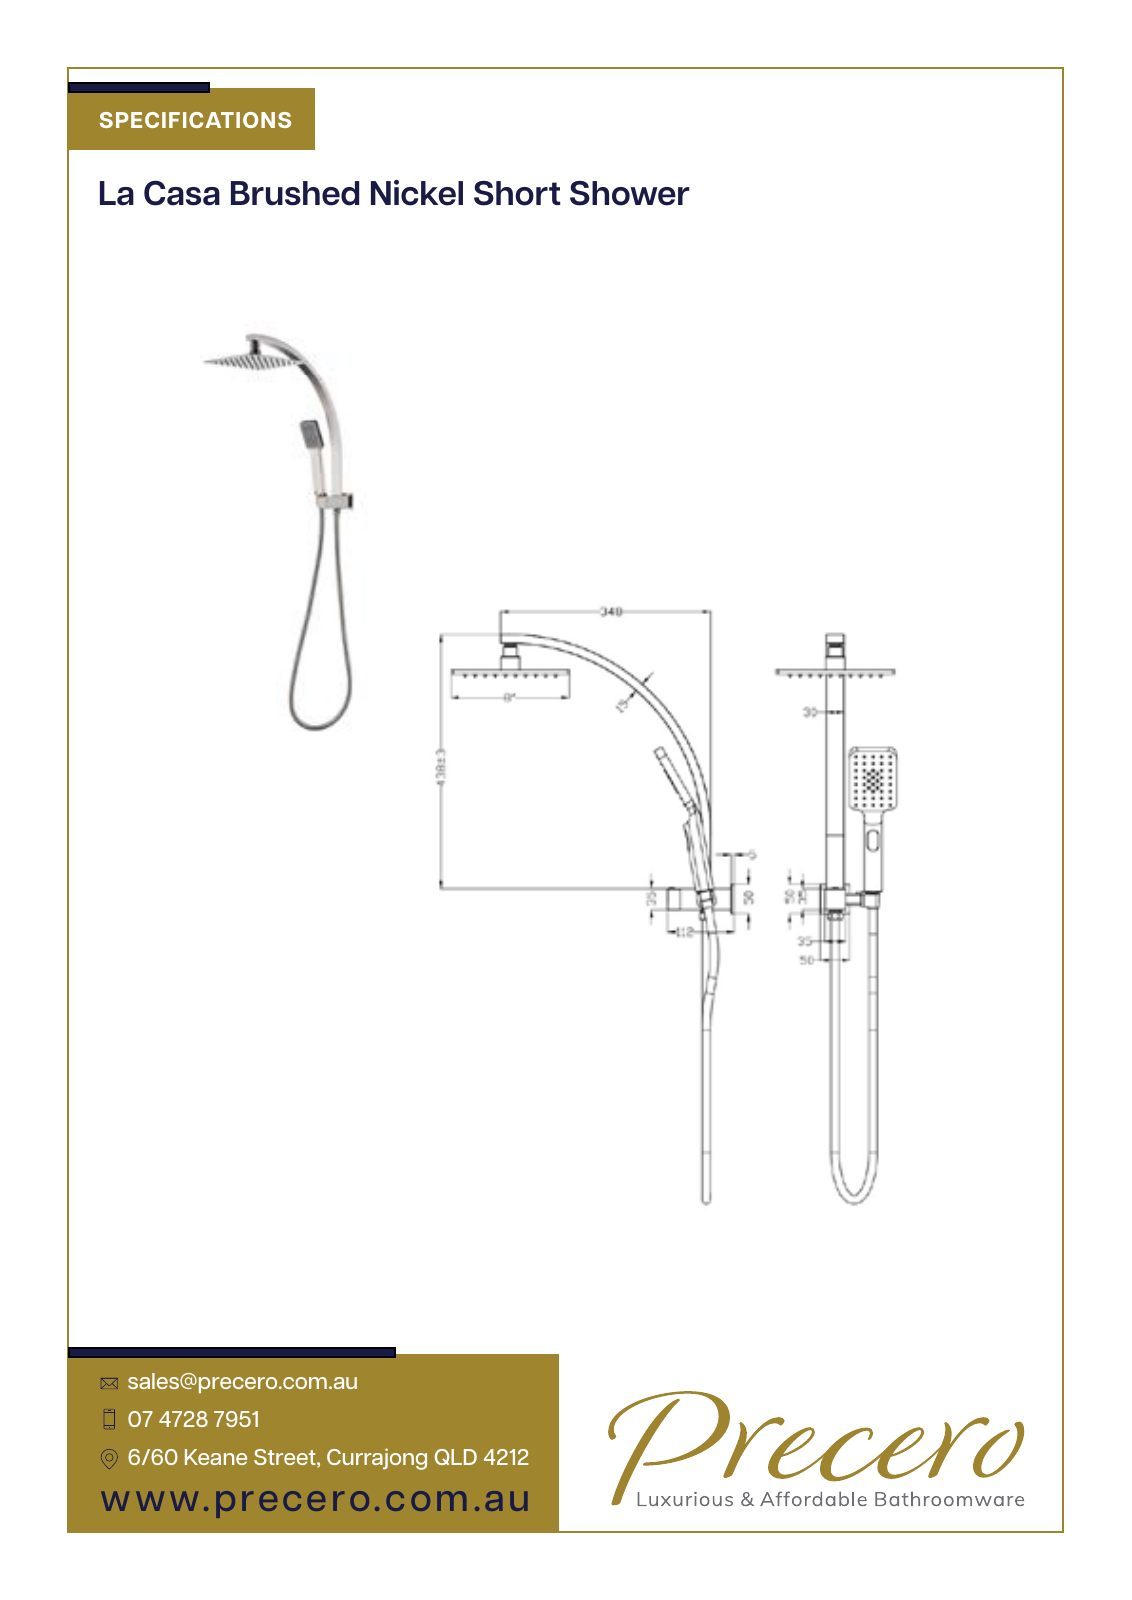 SPECIFICATIONS
La Casa Brushed Nickel Short Shower
348
8"
15
30
438±3
5
35
50
50
35
112
35
50
sales@precero.com.au
07 4728 7951
6/60 Keane Street, Currajong QLD 4212
www.precero.com.au
Precero
Luxurious & Affordable Bathroomware